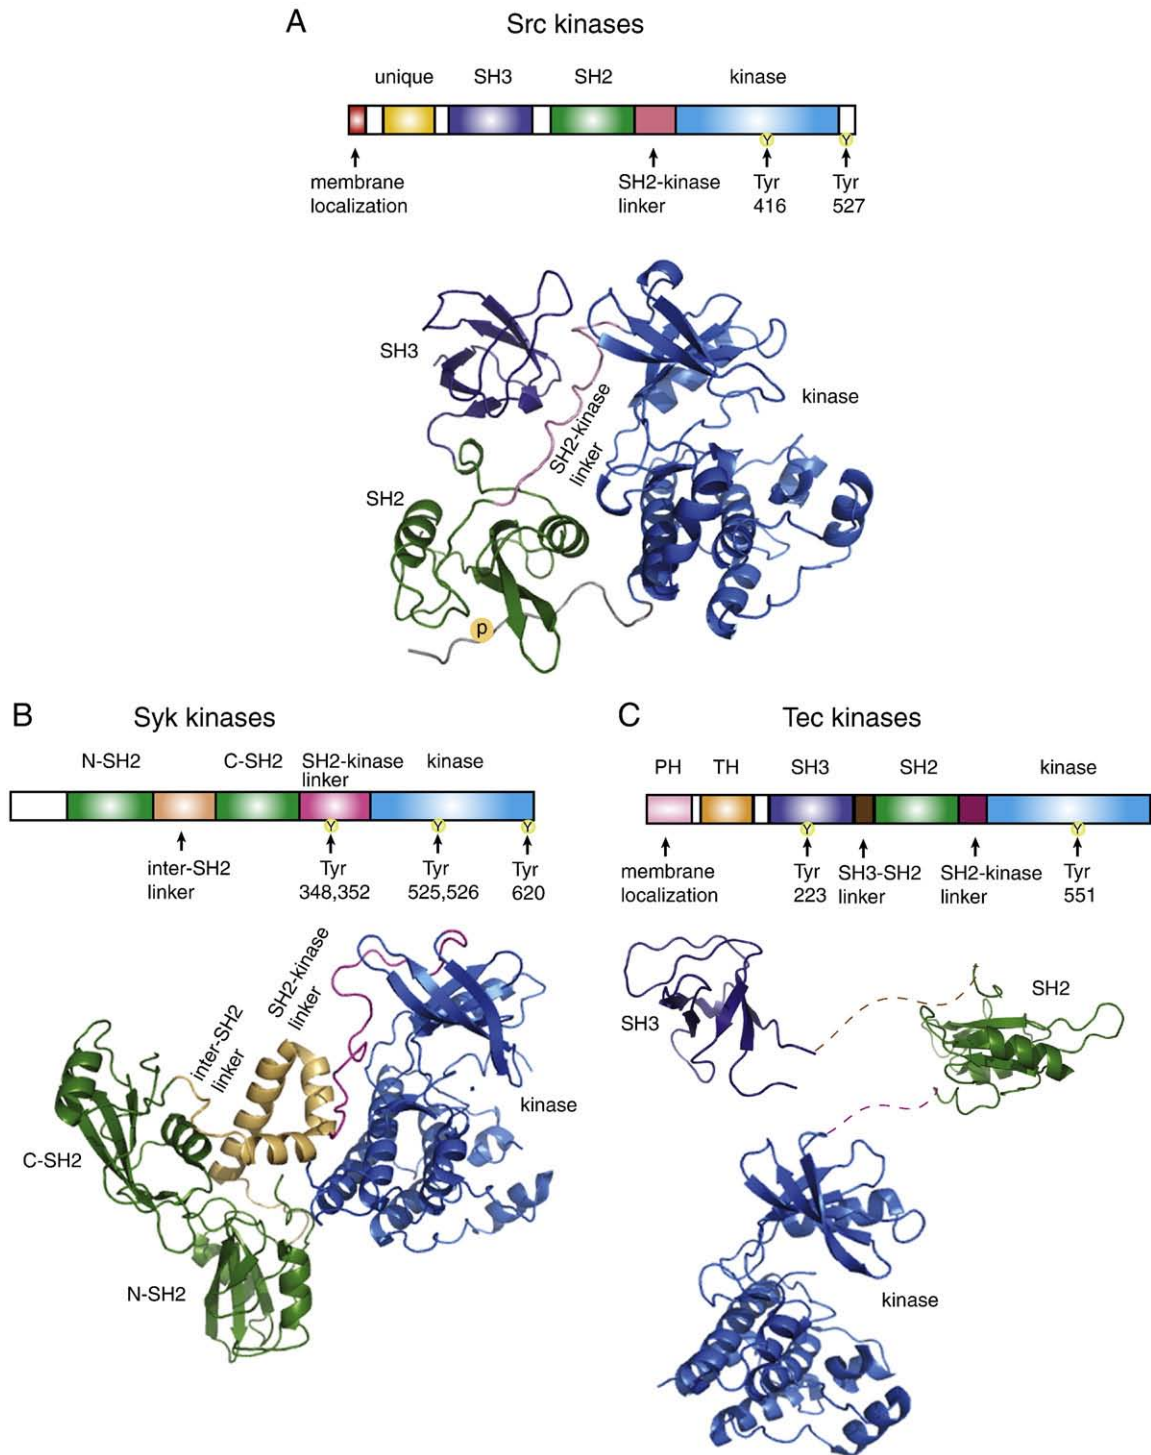 A
Src kinases
unique SH3 SH2 kinase
Y Y
membrane SH2-kinase Tyr Tyr
localization linker 416 527
SH3
SH2-kinase
linker
kinase
SH2
p
B
Syk kinases
N-SH2 C-SH2 SH2-kinase kinase
linker
Y Y Y
inter-SH2 Tyr Tyr Tyr
linker 348,352 525,526 620
SH2-kinase
linker
inter-SH2
linker
kinase
C-SH2
N-SH2
C
Tec kinases
PH TH SH3 SH2 kinase
Y Y
membrane Tyr SH3-SH2 SH2-kinase Tyr
localization 223 linker linker 551
SH3
SH2
kinase